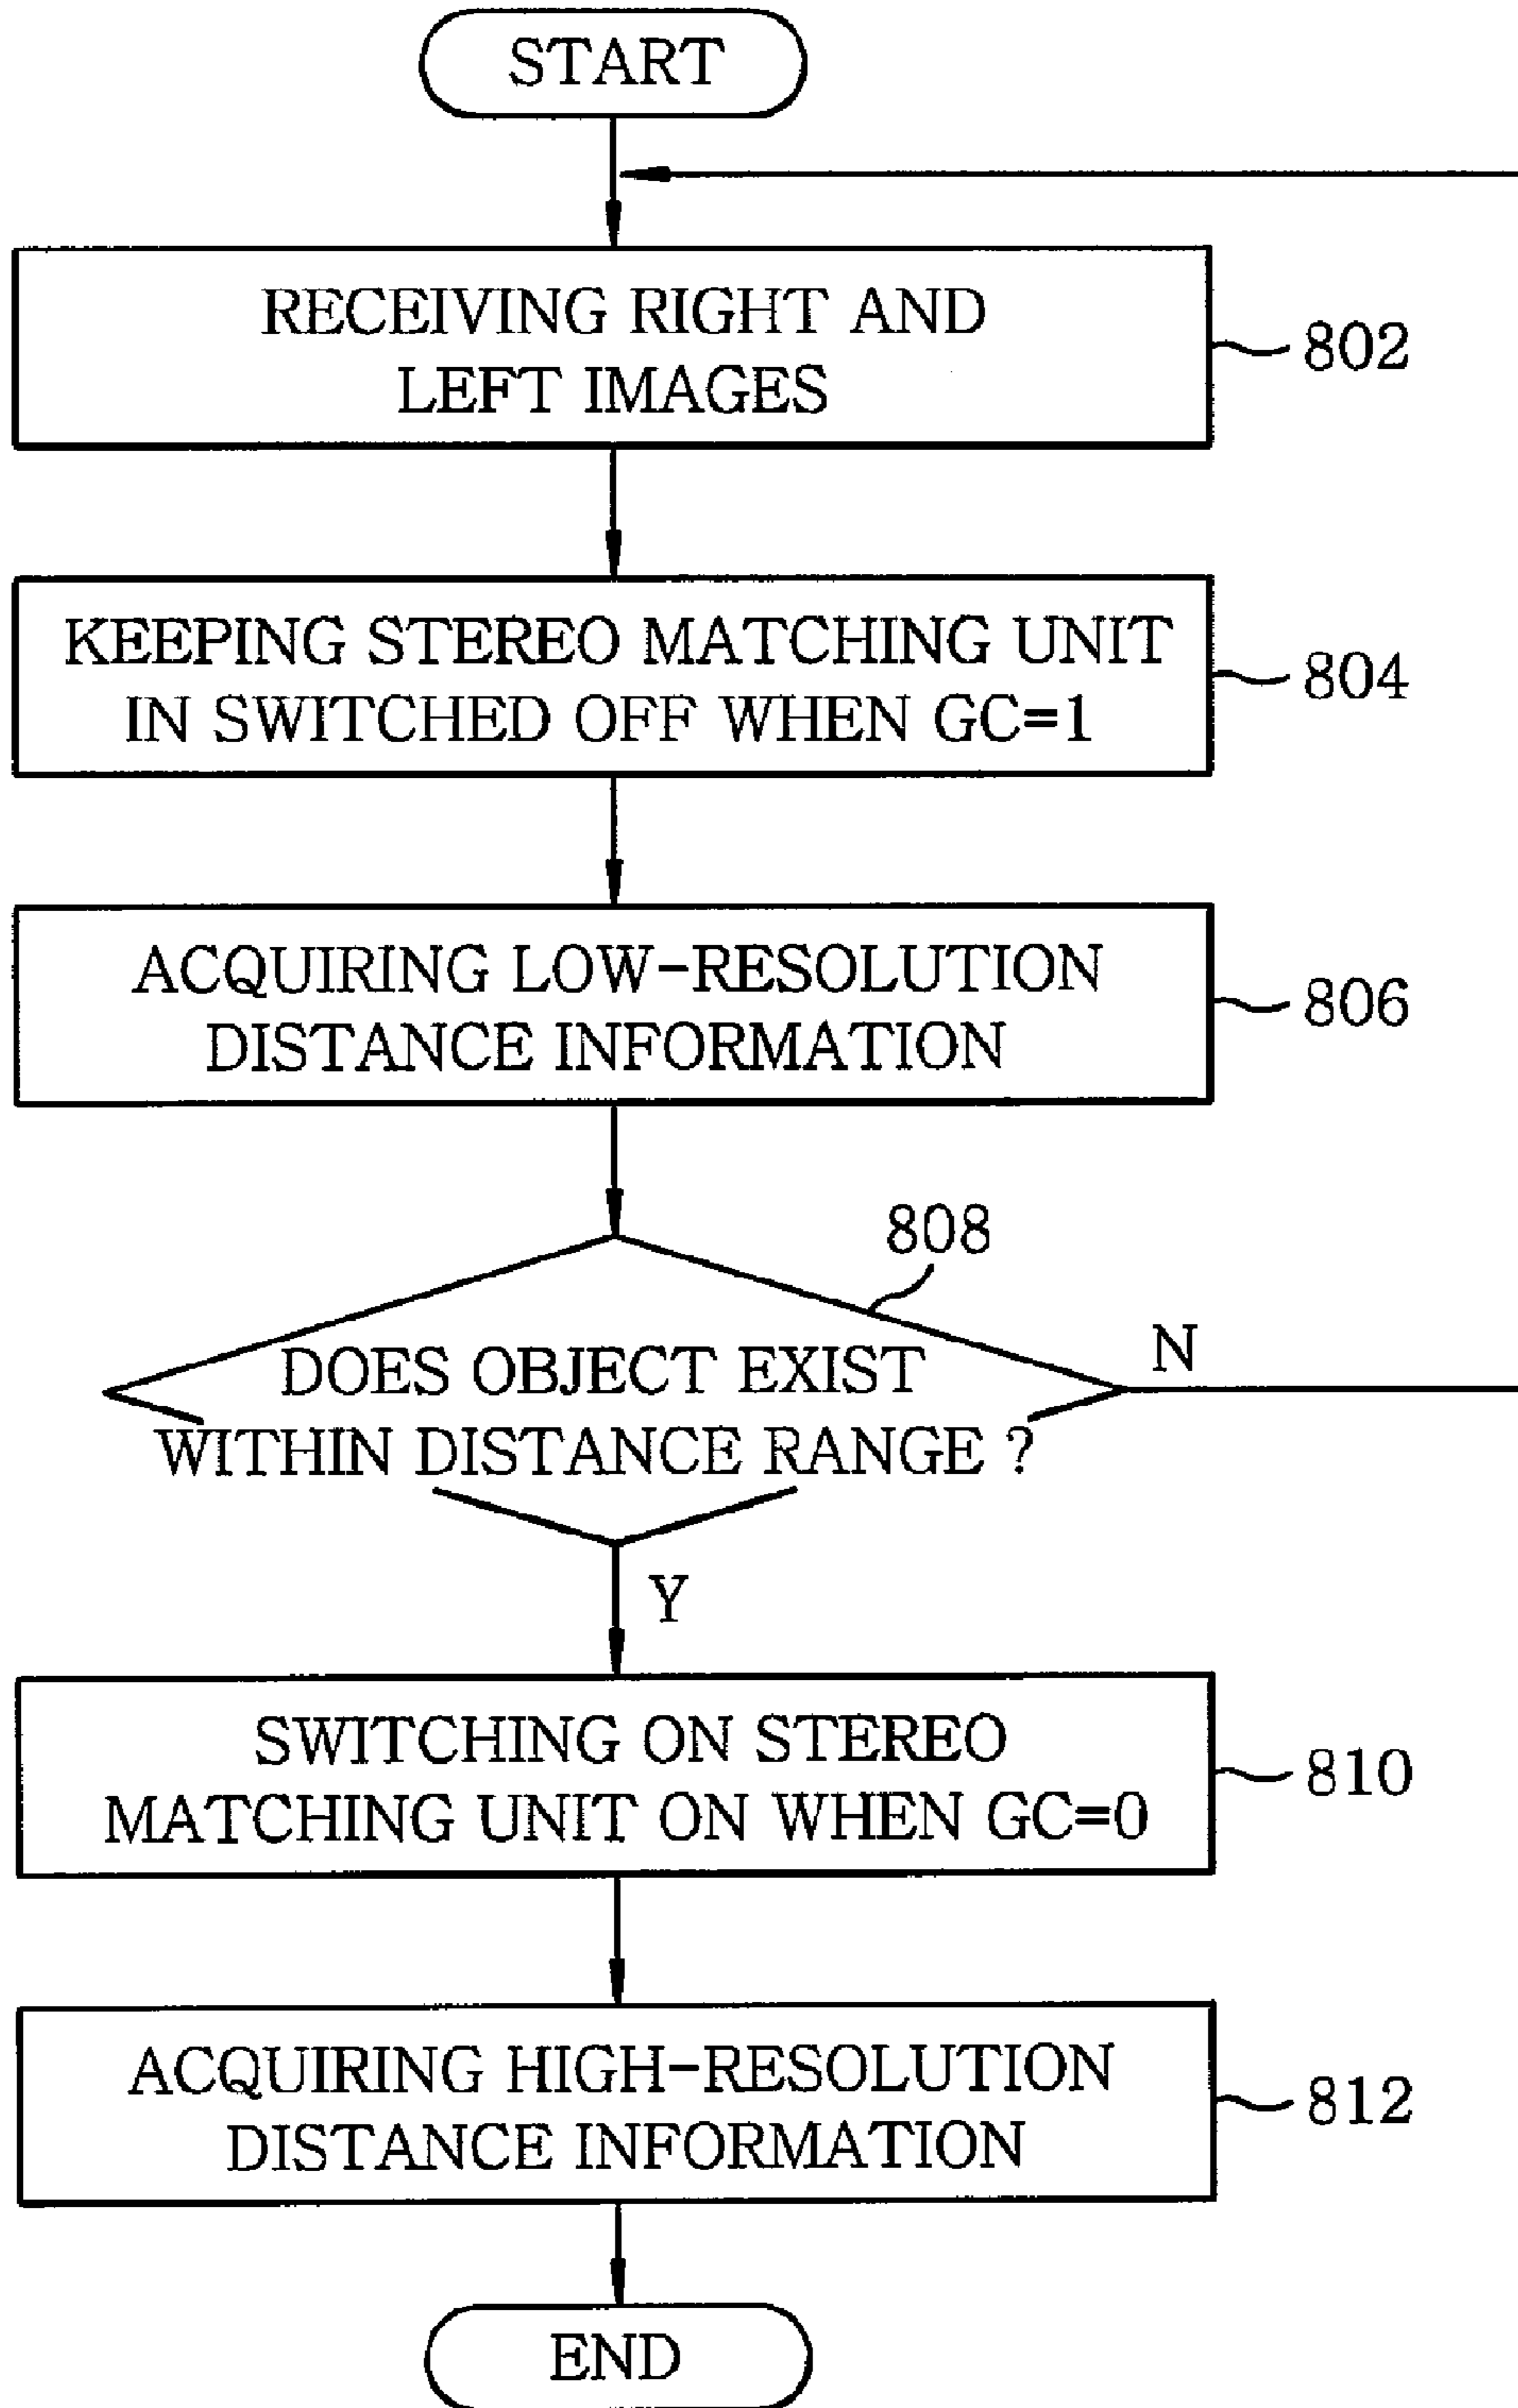 START
RECEIVING RIGHT AND
LEFT IMAGES
802
KEEPING STEREO MATCHING UNIT
IN SWITCHED OFF WHEN GC=1
804
ACQUIRING LOW-RESOLUTION
DISTANCE INFORMATION
806
808
DOES OBJECT EXIST
WITHIN DISTANCE RANGE ?
N
Y
SWITCHING ON STEREO
MATCHING UNIT ON WHEN GC=0
810
ACQUIRING HIGH-RESOLUTION
DISTANCE INFORMATION
812
END